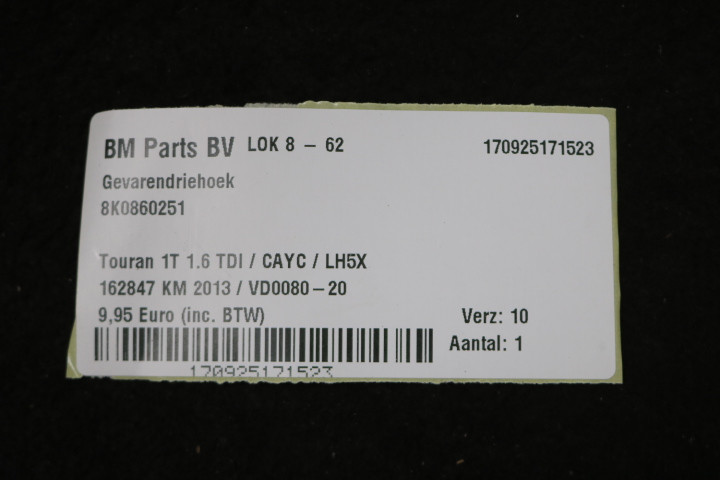 BM Parts BV LOK 8 - 62 170925171523
Gevarendriehoek
8K0860251
Touran 1T 1.6 TDI / CAYC / LH5X
162847 KM 2013 / VD0080-20
9,95 Euro (inc. BTW) Verz: 10
Aantal: 1
170925171523